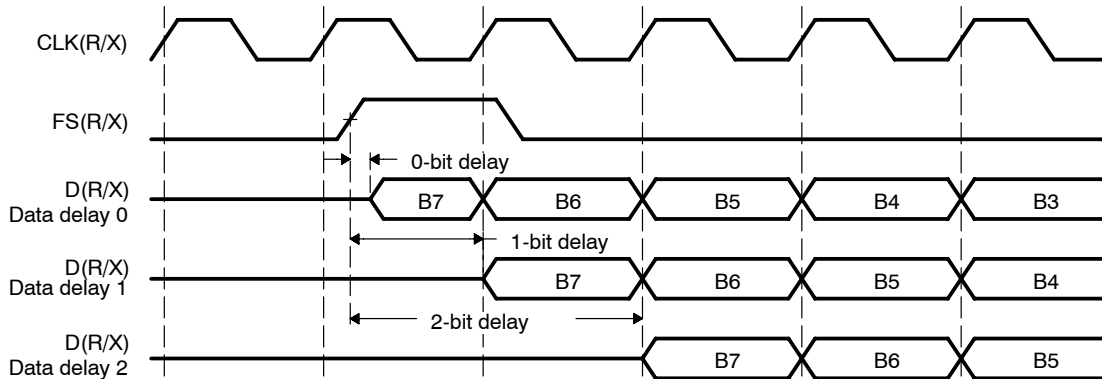 CLK(R/X)
FS(R/X)
0-bit delay
D(R/X)
Data delay 0
B7 B6 B5 B4 B3
1-bit delay
D(R/X)
Data delay 1
B7 B6 B5 B4
2-bit delay
D(R/X)
Data delay 2
B7 B6 B5